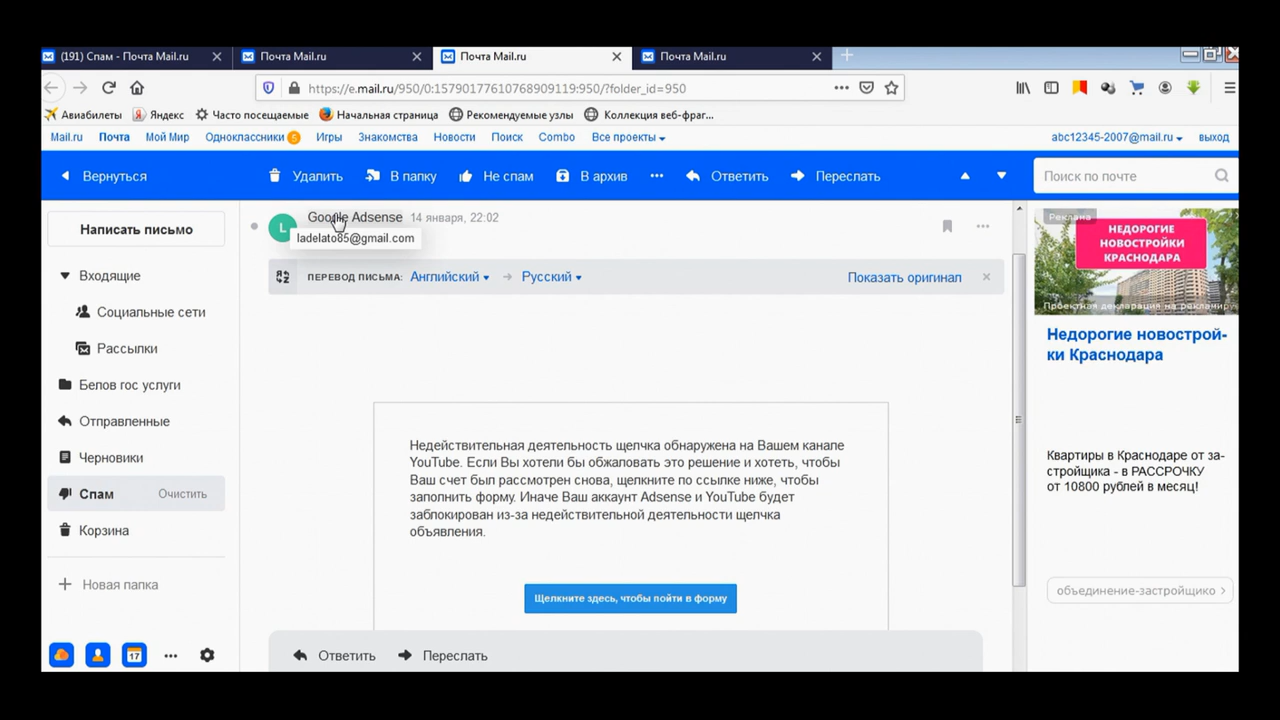 (191) Спам - Почта Mail.ru
Почта Mail.ru
Почта Mail.ru
Почта Mail.ru
https://e.mail.ru/950/0:15790177610768909119:950/?folder_id=950
Авиабилеты
Яндекс
Часто посещаемые
Начальная страница
Рекомендуемые узлы
Коллекция веб-фраг...
Mail.ru
Почта
Мой Мир
Одноклассники 5
Игры
Знакомства
Новости
Поиск
Combo
Все проекты
abc12345-2007@mail.ru
выход
Вернуться
Удалить
В папку
Не спам
В архив
Ответить
Переслать
Поиск по почте
Написать письмо
Входящие
Социальные сети
Рассылки
Белов гос услуги
Отправленные
Черновики
Спам
Очистить
Корзина
Новая папка
17
L
Google Adsense
14 января, 22:02
ladelato85@gmail.com
ПЕРЕВОД ПИСЬМА: Английский → Русский
Показать оригинал
Недействительная деятельность щелчка обнаружена на Вашем канале
YouTube. Если Вы хотели бы обжаловать это решение и хотеть, чтобы
Ваш счет был рассмотрен снова, щелкните по ссылке ниже, чтобы
заполнить форму. Иначе Ваш аккаунт Adsense и YouTube будет
заблокирован из-за недействительной деятельности щелчка
объявления.
Щелкните здесь, чтобы пойти в форму
Ответить
Переслать
Реклама
НЕДОРОГИЕ
НОВОСТРОЙКИ
КРАСНОДАРА
Проектная декларация на рекламиру
Недорогие новострой-
ки Краснодара
Квартиры в Краснодаре от за-
стройщика - в РАССРОЧКУ
от 10800 рублей в месяц!
объединение-застройщико